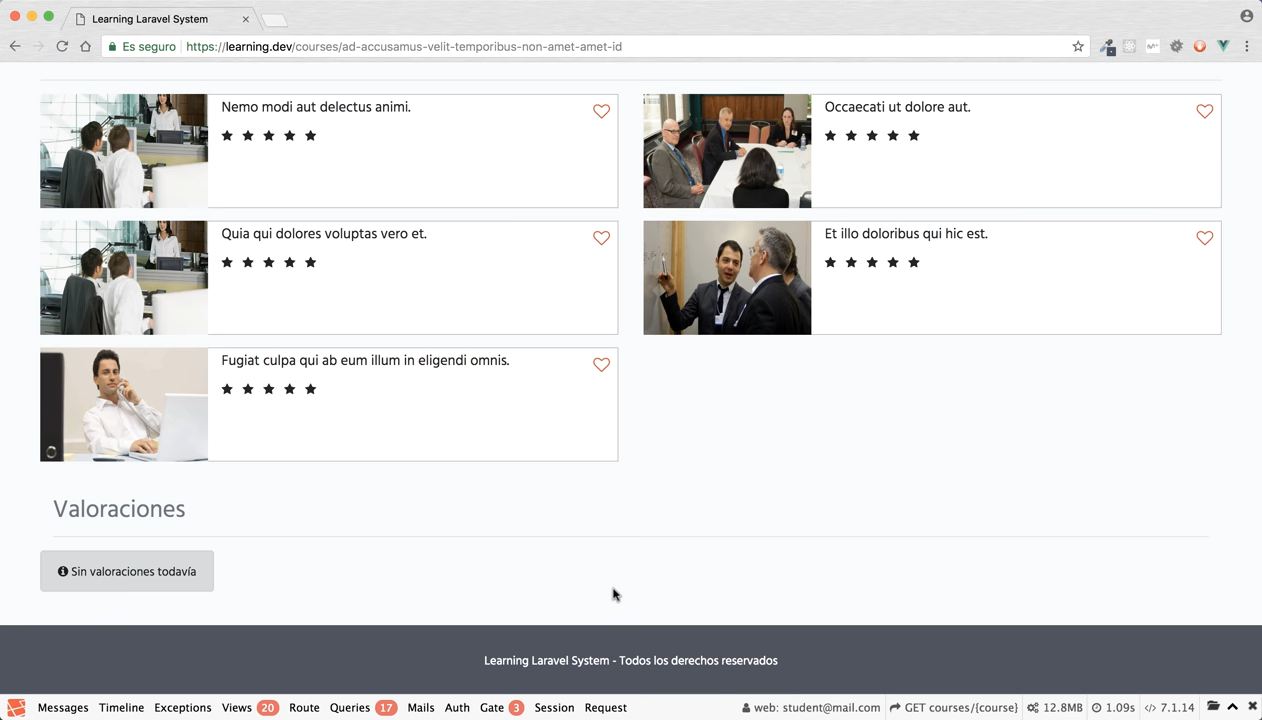 Learning Laravel System
Es seguro https://learning.dev/courses/ad-accusamus-velit-temporibus-non-amet-amet-id
Nemo modi aut delectus animi.
Occaecati ut dolore aut.
Quia qui dolores voluptas vero et.
Et illo doloribus qui hic est.
Fugiat culpa qui ab eum illum in eligendi omnis.
Valoraciones
Sin valoraciones todavía
Learning Laravel System - Todos los derechos reservados
Messages Timeline Exceptions Views 20 Route Queries 17 Mails Auth Gate 3 Session Request web: student@mail.com GET courses/{course} 12.8MB 1.09s 7.1.14